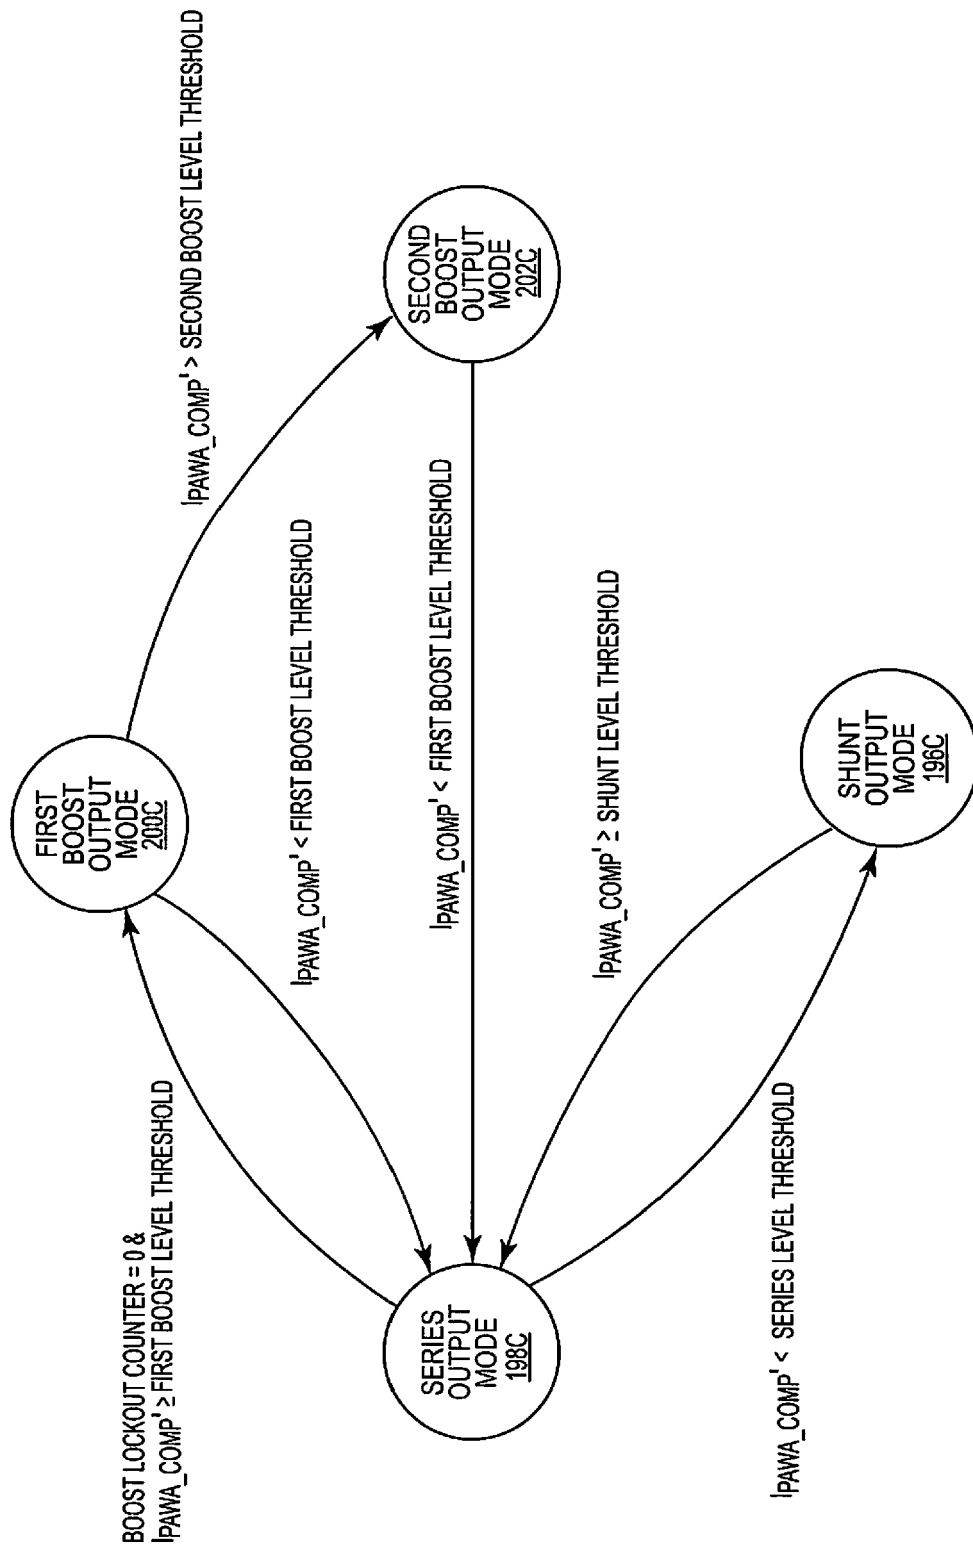 BOOST LOCKOUT COUNTER = 0 &
IPAWA_COMP' ≥ FIRST BOOST LEVEL THRESHOLD
FIRST
BOOST
OUTPUT
MODE
200C
IPAWA_COMP' > SECOND BOOST LEVEL THRESHOLD
IPAWA_COMP' < FIRST BOOST LEVEL THRESHOLD
SERIES
OUTPUT
MODE
198C
IPAWA_COMP' < FIRST BOOST LEVEL THRESHOLD
SECOND
BOOST
OUTPUT
MODE
202C
IPAWA_COMP' ≥ SHUNT LEVEL THRESHOLD
IPAWA_COMP' < SERIES LEVEL THRESHOLD
SHUNT
OUTPUT
MODE
196C